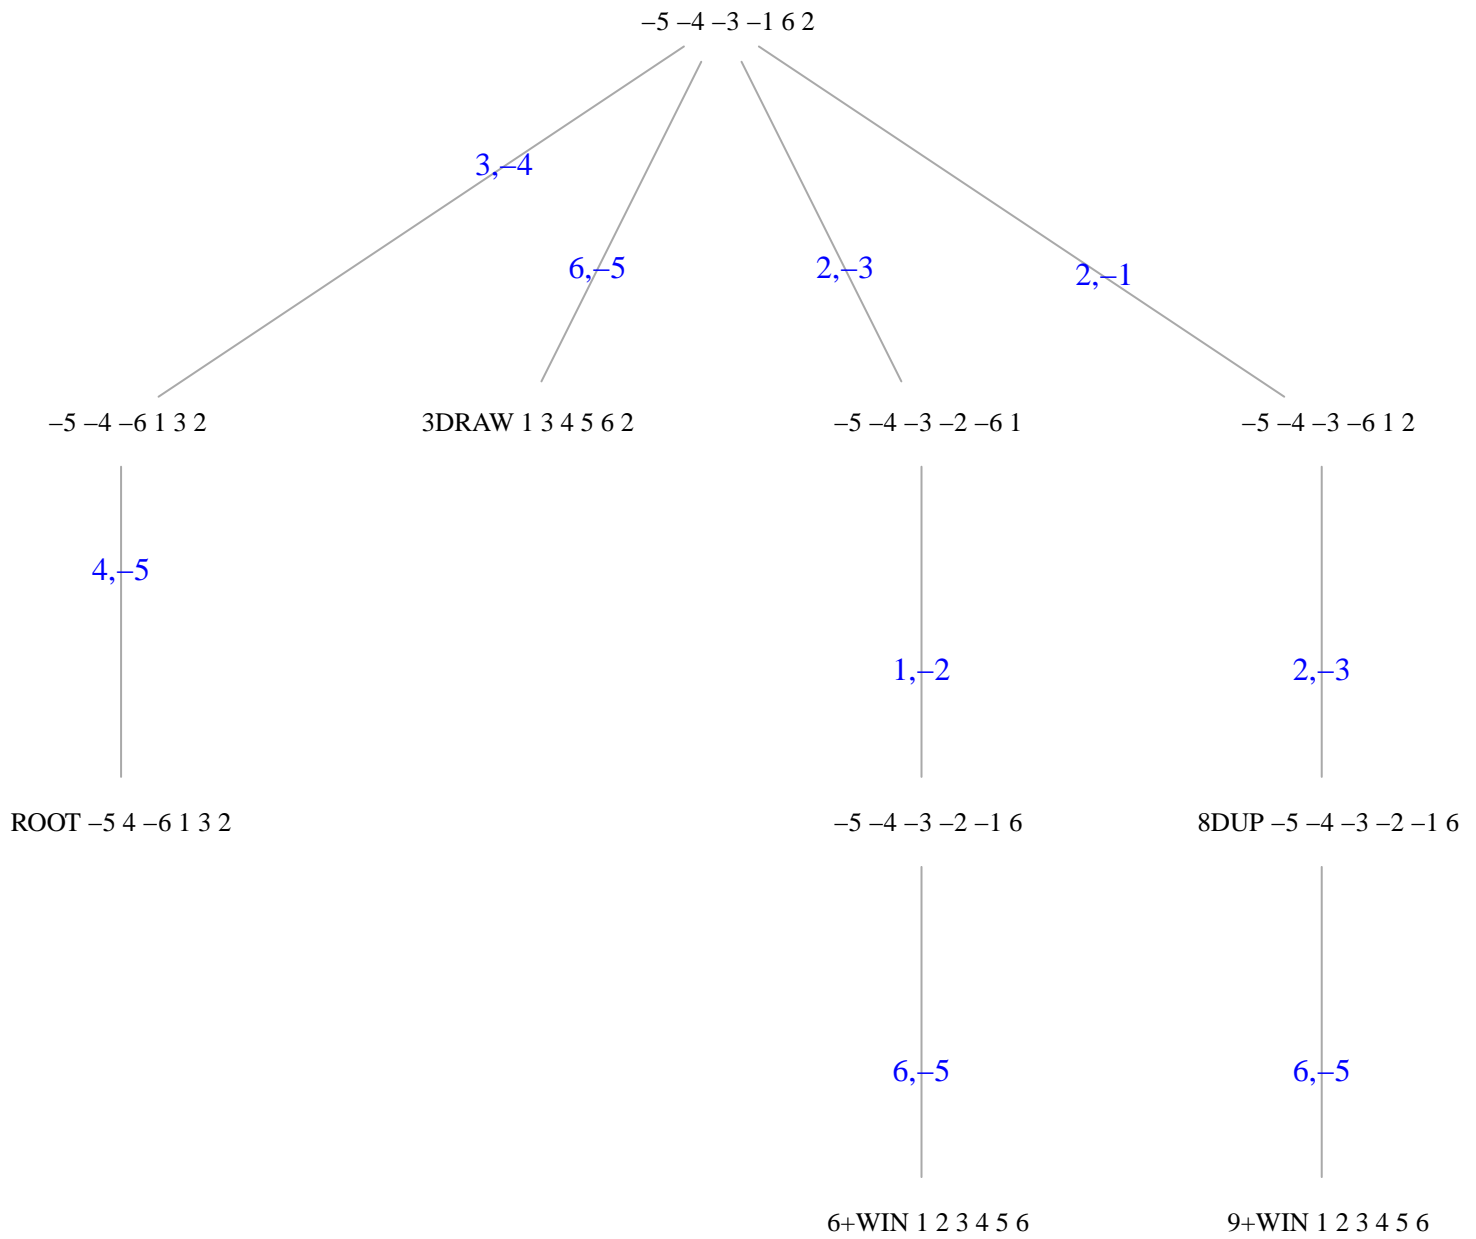 –5 –4 –3 –1 6 2
3,–4
6,–5
2,–3
2,–1
–5 –4 –6 1 3 2
3DRAW 1 3 4 5 6 2
–5 –4 –3 –2 –6 1
–5 –4 –3 –6 1 2
4,–5
1,–2
2,–3
ROOT –5 4 –6 1 3 2
–5 –4 –3 –2 –1 6
8DUP –5 –4 –3 –2 –1 6
6,–5
6,–5
6+WIN 1 2 3 4 5 6
9+WIN 1 2 3 4 5 6